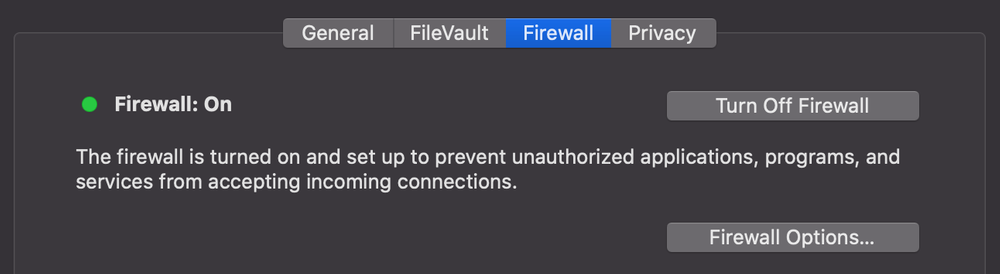 General
FileVault
Firewall
Privacy
Firewall: On
Turn Off Firewall
The firewall is turned on and set up to prevent unauthorized applications, programs, and
services from accepting incoming connections.
Firewall Options...